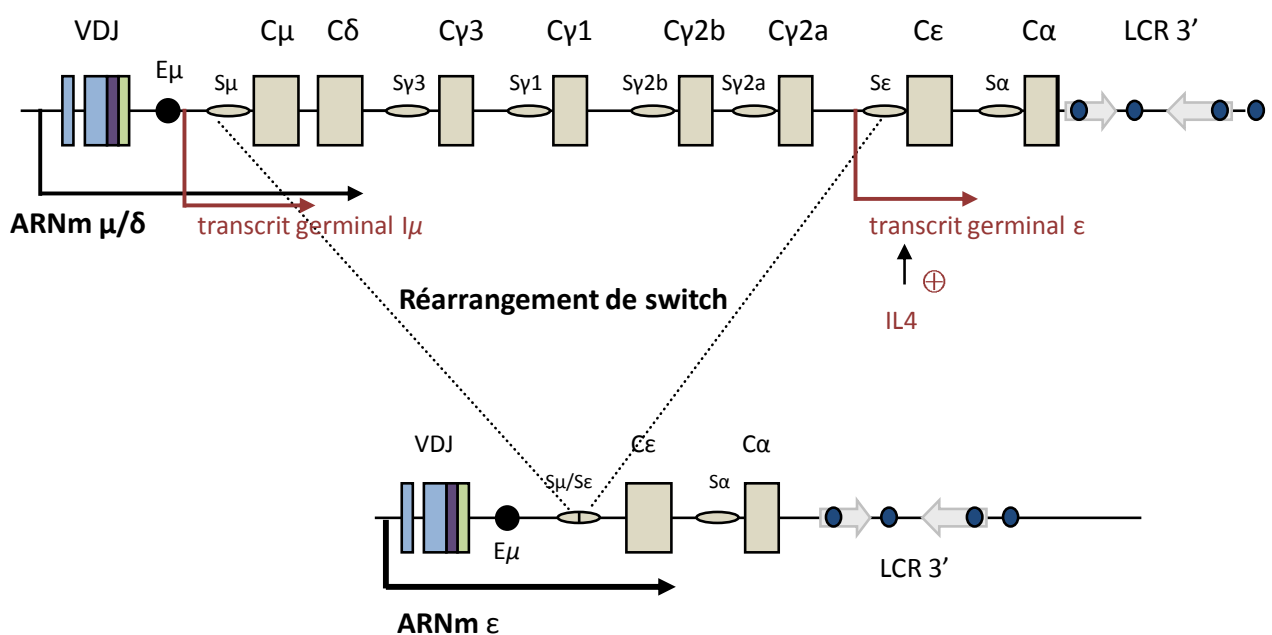 VDJ Cμ Cδ Cγ3 Cγ1 Cγ2b Cγ2a Cε Cα LCR 3’
Eμ Sμ Sγ3 Sγ1 Sγ2b Sγ2a Sε Sα
ARNm μ/δ transcrit germinal Iμ transcrit germinal ε
⊕
Réarrangement de switch IL4
VDJ Cε Cα
Sμ/Sε Sα
Eμ LCR 3’
ARNm ε